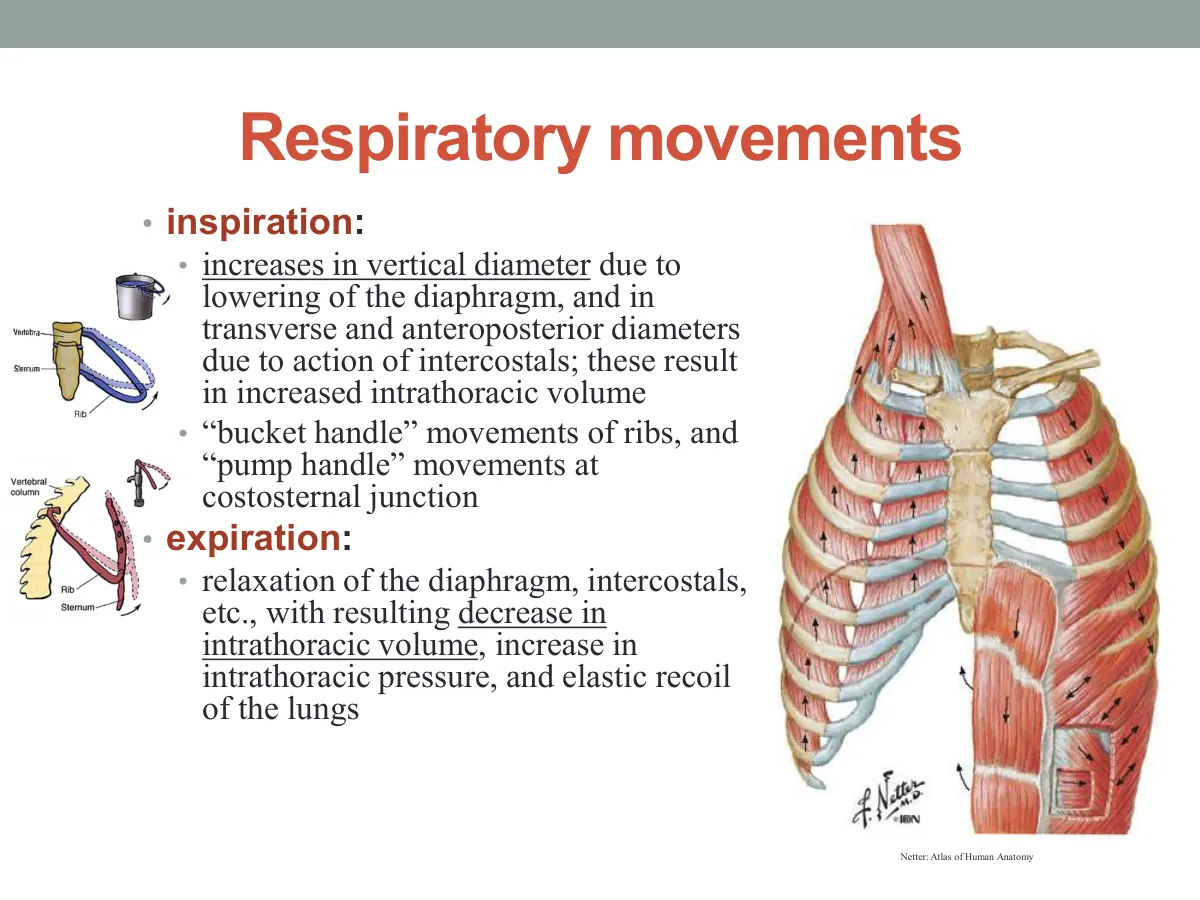 Respiratory movements
• inspiration:
• increases in vertical diameter due to
lowering of the diaphragm, and in
transverse and anteroposterior diameters
due to action of intercostals; these result
in increased intrathoracic volume
• “bucket handle” movements of ribs, and
“pump handle” movements at
costosternal junction
• expiration:
• relaxation of the diaphragm, intercostals,
etc., with resulting decrease in
intrathoracic volume, increase in
intrathoracic pressure, and elastic recoil
of the lungs
Vertebra
Sternum
Rib
Vertebral
column
Rib
Sternum
F. Netter
M.D.
Netter: Atlas of Human Anatomy